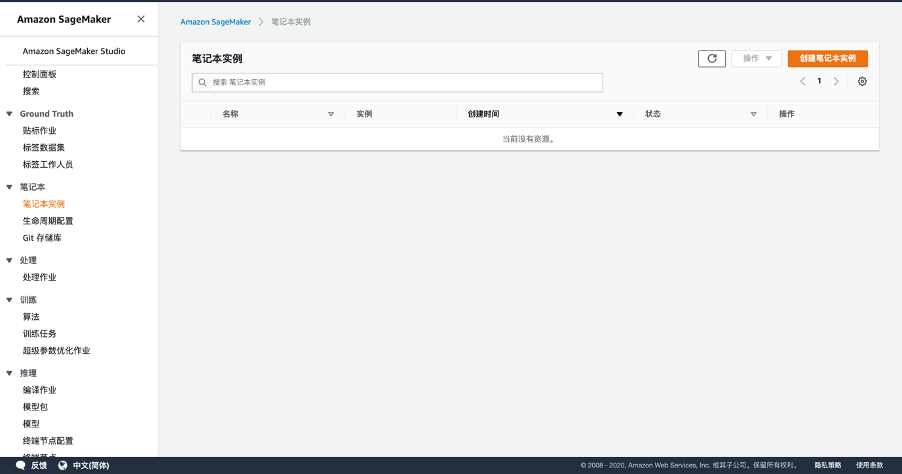 Amazon SageMaker
Amazon SageMaker Studio
控制面板
搜索
Ground Truth
贴标作业
标签数据集
标签工作人员
笔记本
笔记本实例
生命周期配置
Git 存储库
处理
处理作业
训练
算法
训练任务
超级参数优化作业
推理
编译作业
模型包
模型
终端节点配置
终端节点
Amazon SageMaker 笔记本实例
笔记本实例
操作 创建笔记本实例
搜索 笔记本实例
1
名称 实例 创建时间 状态 操作
当前没有资源。
反馈 中文(简体) © 2008 - 2020, Amazon Web Services, Inc. 或其子公司。保留所有权利。 隐私策略 使用条款